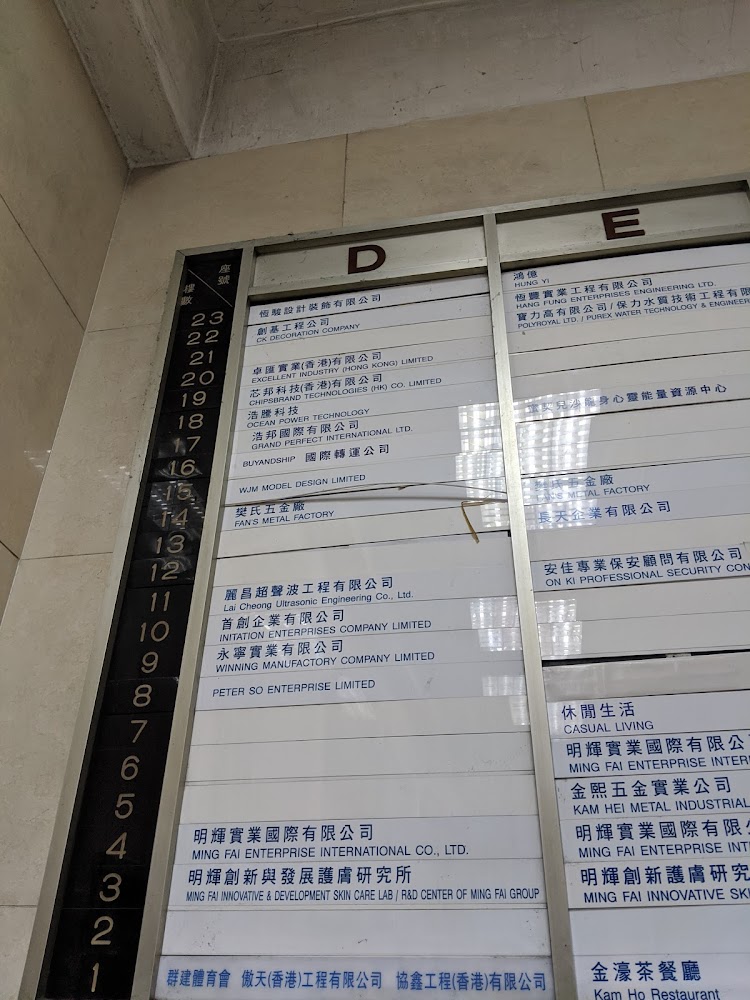 座號
樓數
D
E
23
22
21
20
19
18
17
16
15
14
13
12
11
10
9
8
7
6
5
4
3
2
1
恆駿設計裝飾有限公司
創基工程公司
CK DECORATION COMPANY
卓匯實業(香港)有限公司
EXCELLENT INDUSTRY (HONG KONG) LIMITED
芯邦科技(香港)有限公司
CHIPSBRAND TECHNOLOGIES (HK) CO. LIMITED
浩騰科技
OCEAN POWER TECHNOLOGY
浩邦國際有限公司
GRAND PERFECT INTERNATIONAL LTD.
BUYANDSHIP 國際轉運公司
WJM MODEL DESIGN LIMITED
樊氏五金廠
FAN'S METAL FACTORY
麗昌超聲波工程有限公司
Lai Cheong Ultrasonic Engineering Co., Ltd.
首創企業有限公司
INITATION ENTERPRISES COMPANY LIMITED
永寧實業有限公司
WINNING MANUFACTORY COMPANY LIMITED
PETER SO ENTERPRISE LIMITED
明輝實業國際有限公司
MING FAI ENTERPRISE INTERNATIONAL CO., LTD.
明輝創新與發展護膚研究所
MING FAI INNOVATIVE & DEVELOPMENT SKIN CARE LAB / R&D CENTER OF MING FAI GROUP
群建體育會 傲天(香港)工程有限公司 協鑫工程(香港)有限公司
鴻億
HUNG YI
恆豐實業工程有限公司
HANG FUNG ENTERPRISES ENGINEERING LTD.
寶力高有限公司/保力水質技術工程有限
POLYROYAL LTD. / PUREX WATER TECHNOLOGY & ENGINEER
身心靈能量資源中心
樊氏五金廠
FAN'S METAL FACTORY
長天企業有限公司
安佳專業保安顧問有限公司
ON KI PROFESSIONAL SECURITY CON
休閒生活
CASUAL LIVING
明輝實業國際有限公
MING FAI ENTERPRISE INTER
金熙五金實業公司
KAM HEI METAL INDUSTRIAL
明輝實業國際有限公
MING FAI ENTERPRISE INT
明輝創新護膚研究
MING FAI INNOVATIVE SK
金濠茶餐廳
Kam Ho Restaurant